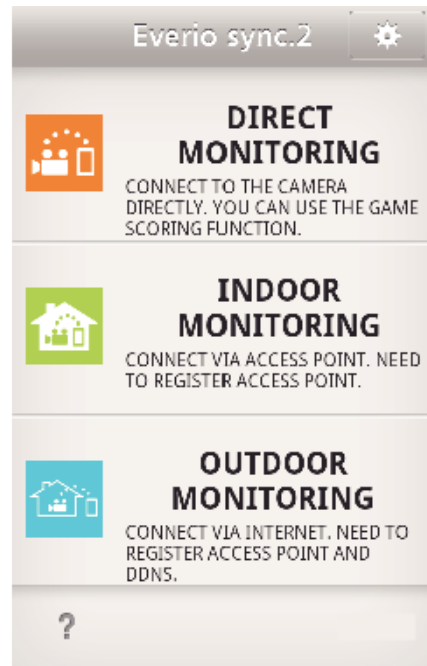 Everio sync.2
DIRECT
MONITORING
CONNECT TO THE CAMERA
DIRECTLY. YOU CAN USE THE GAME
SCORING FUNCTION.
INDOOR
MONITORING
CONNECT VIA ACCESS POINT. NEED
TO REGISTER ACCESS POINT.
OUTDOOR
MONITORING
CONNECT VIA INTERNET. NEED TO
REGISTER ACCESS POINT AND
DDNS.
?